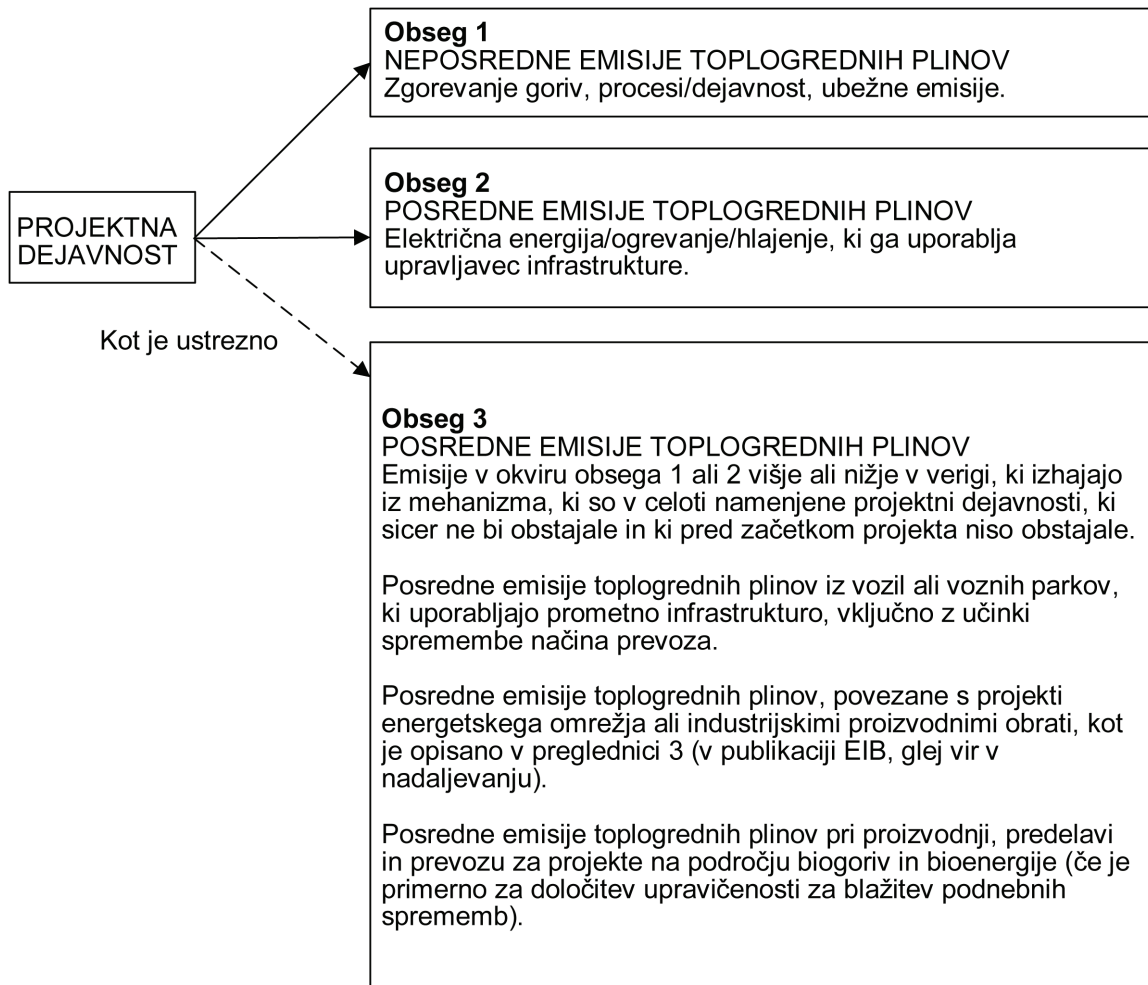 Obseg 1
NEPOSREDNE EMISIJE TOPLOGREDNIH PLINOV
Zgorevanje goriv, procesi/dejavnost, ubežne emisije.
PROJEKTNA
DEJAVNOST
Obseg 2
POSREDNE EMISIJE TOPLOGREDNIH PLINOV
Električna energija/ogrevanje/hlajenje, ki ga uporablja
upravljavec infrastrukture.
Kot je ustrezno
Obseg 3
POSREDNE EMISIJE TOPLOGREDNIH PLINOV
Emisije v okviru obsega 1 ali 2 višje ali nižje v verigi, ki izhajajo
iz mehanizma, ki so v celoti namenjene projektni dejavnosti, ki
sicer ne bi obstajale in ki pred začetkom projekta niso obstajale.
Posredne emisije toplogrednih plinov iz vozil ali voznih parkov,
ki uporabljajo prometno infrastrukturo, vključno z učinki
spremembe načina prevoza.
Posredne emisije toplogrednih plinov, povezane s projekti
energetskega omrežja ali industrijskimi proizvodnimi obrati, kot
je opisano v preglednici 3 (v publikaciji EIB, glej vir v
nadaljevanju).
Posredne emisije toplogrednih plinov pri proizvodnji, predelavi
in prevozu za projekte na področju biogoriv in bioenergije (če je
primerno za določitev upravičenosti za blažitev podnebnih
sprememb).